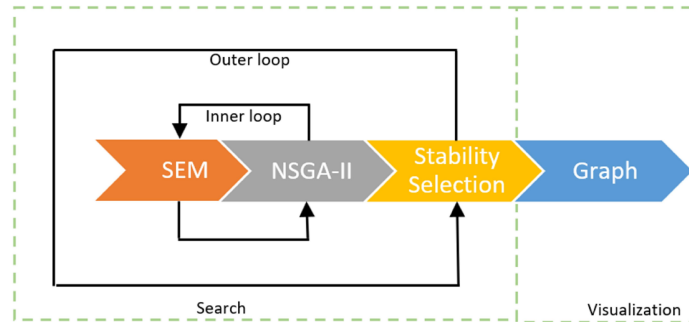 Outer loop
Inner loop
SEM
NSGA-II
Stability
Selection
Graph
Search
Visualization